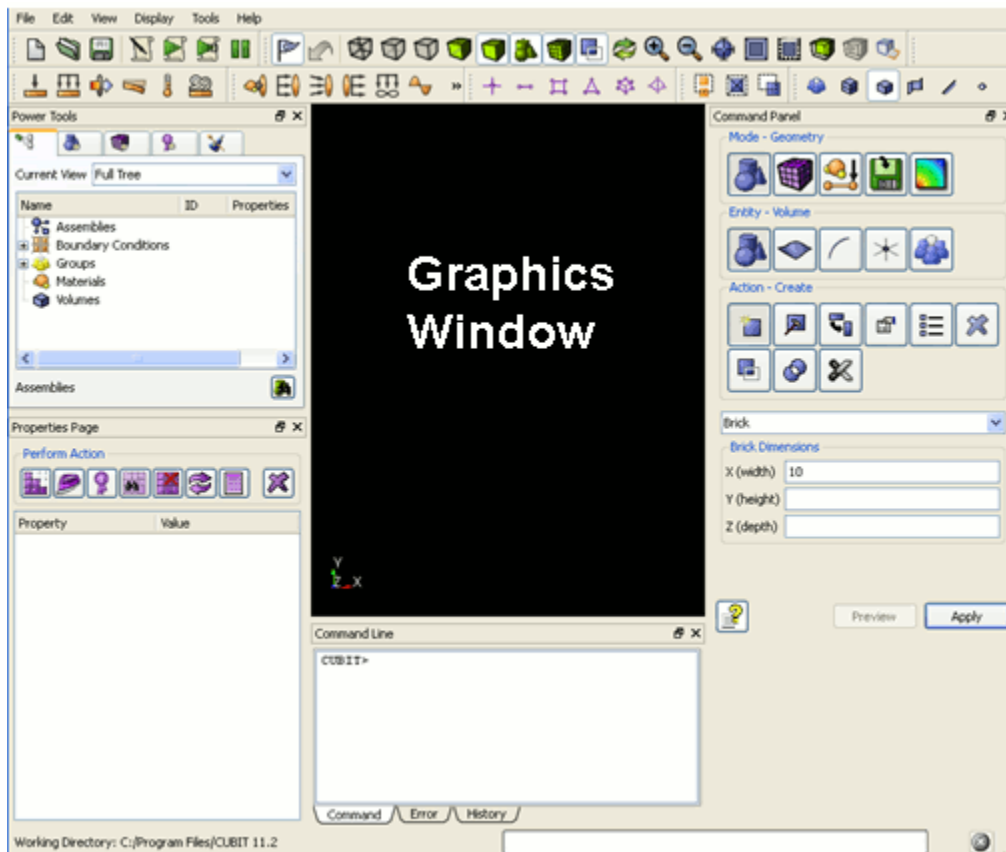 File Edit View Display Tools Help
Power Tools
Current View Full Tree
Name ID Properties
Assemblies
Boundary Conditions
Groups
Materials
Volumes
Assemblies
Properties Page
Perform Action
Property Value
Graphics
Window
Y
Z X
Command Line
CUBIT>
Command Error History
Command Panel
Mode - Geometry
Entity - Volume
Action - Create
Brick
Brick Dimensions
X (width) 10
Y (height)
Z (depth)
Preview Apply
Working Directory: C:/Program Files/CUBIT 11.2